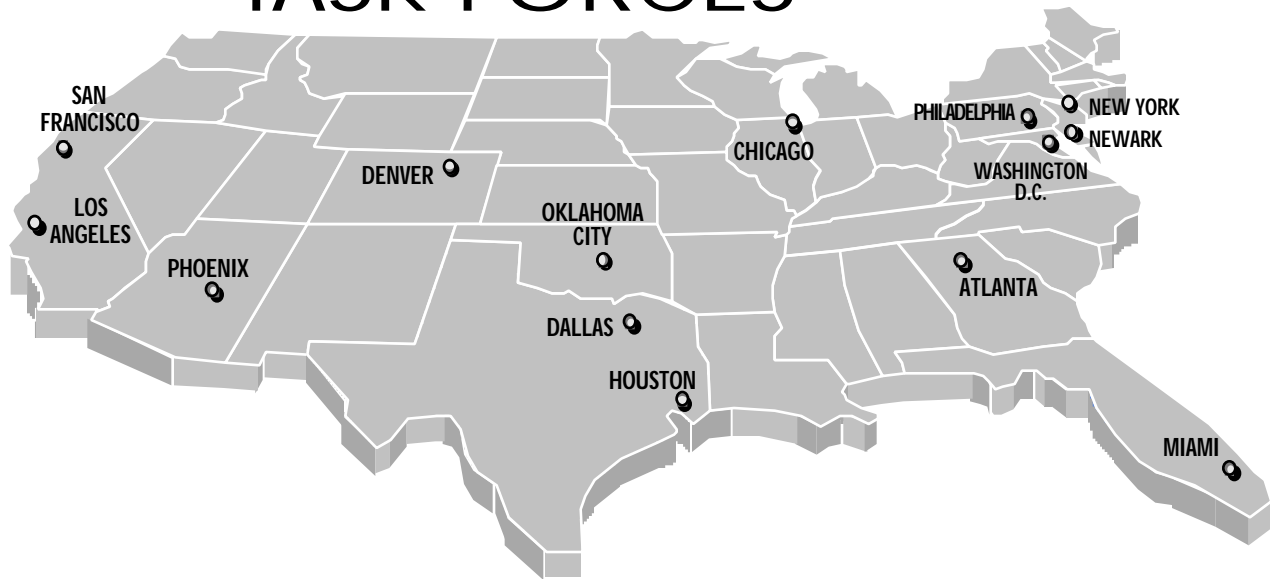 TASK FORCES
SAN
FRANCISCO
LOS
ANGELES
PHOENIX
DENVER
OKLAHOMA
CITY
DALLAS
HOUSTON
CHICAGO
PHILADELPHIA
NEW YORK
NEWARK
WASHINGTON
D.C.
ATLANTA
MIAMI